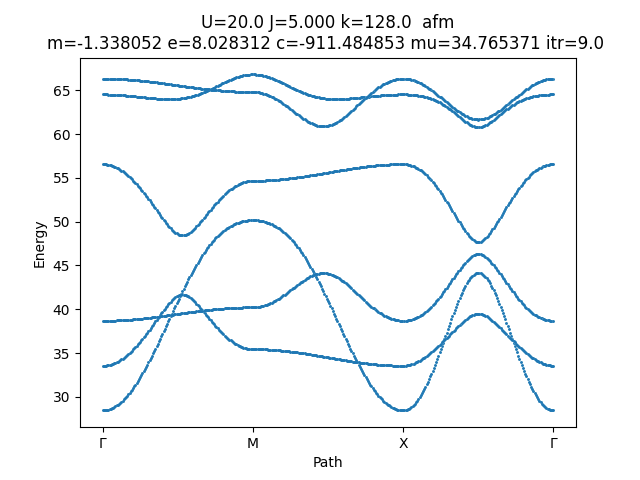 U=20.0 J=5.000 k=128.0  afm
m=-1.338052 e=8.028312 c=-911.484853 mu=34.765371 itr=9.0
65
60
55
50
45
40
35
30
Energy
Γ M X Γ
Path